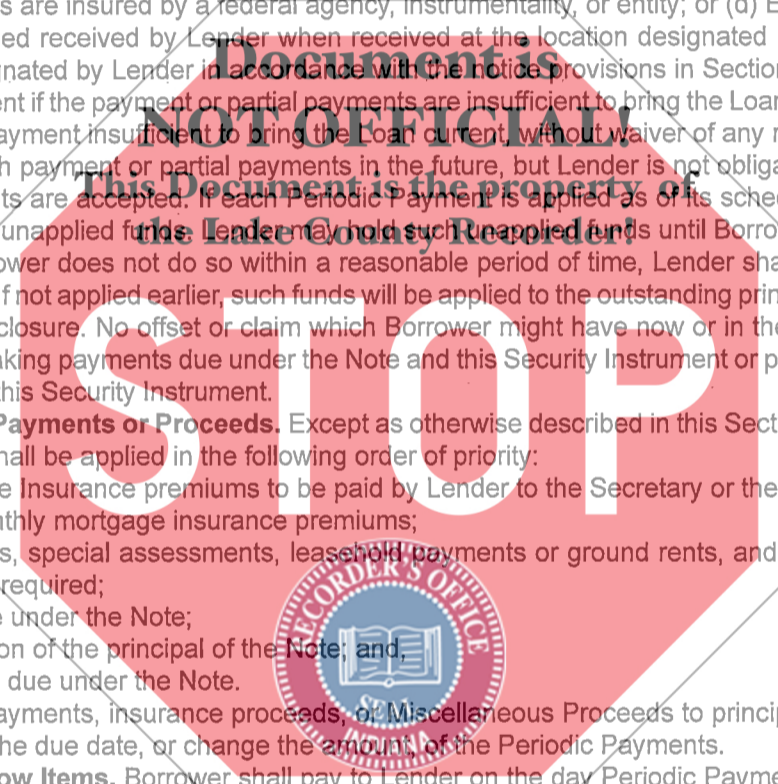 s are insured by a federal agency, instrumentality, or entity; or (d) E
ed received by Lender when received at the location designated
Document is
nated by Lender in accordance with the notice provisions in Section
ent if the payment or partial payments are insufficient to bring the Loan
NOT OFFICIAL!
ayment insufficient to bring the Loan current, without waiver of any
h payment or partial payments in the future, but Lender is not obliga
This Document is the property of
ts are accepted. If each Periodic Payment is applied as of its sche
the Lake County Recorder!
unapplied funds. Lender may hold such unapplied funds until Borro
ower does not do so within a reasonable period of time, Lender sha
f not applied earlier, such funds will be applied to the outstanding prin
closure. No offset or claim which Borrower might have now or in the
aking payments due under the Note and this Security Instrument or p
this Security Instrument.
STOP
Payments or Proceeds. Except as otherwise described in this Sect
hall be applied in the following order of priority:
e Insurance premiums to be paid by Lender to the Secretary or the
nthly mortgage insurance premiums;
s, special assessments, leasehold payments or ground rents, and
required;
e under the Note;
on of the principal of the Note; and,
due under the Note.
RECORDER'S OFFICE
SEAL
INDIANA
ayments, insurance proceeds, or Miscellaneous Proceeds to princip
he due date, or change the amount, of the Periodic Payments.
ow Items. Borrower shall pay to Lender on the day Periodic Payme